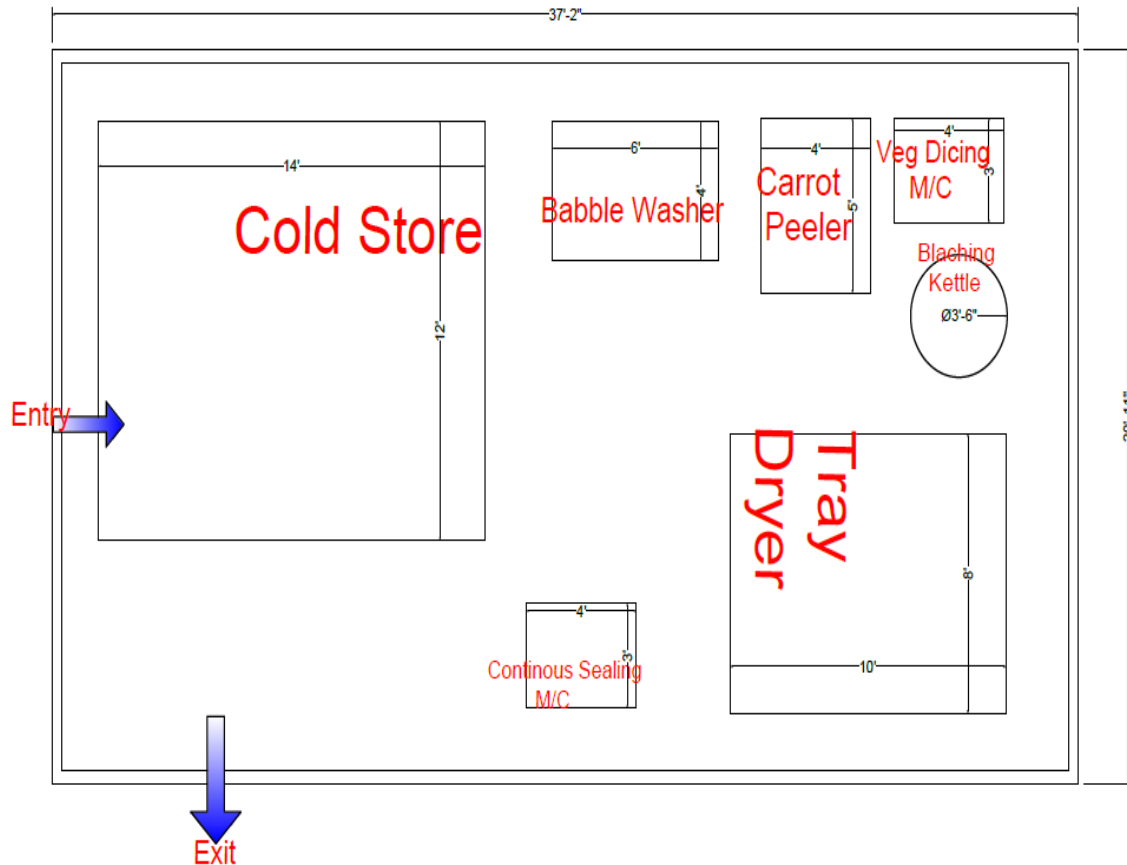 37'-2"
14'
Cold Store
12'
6'
4'
Babble Washer
4'
5'
Carrot
Peeler
4'
3'
Veg Dicing
M/C
Blaching
Kettle
Ø3'-6"
Entry
Tray
Dryer
8'
10'
4'
3'
Continous Sealing
M/C
Exit